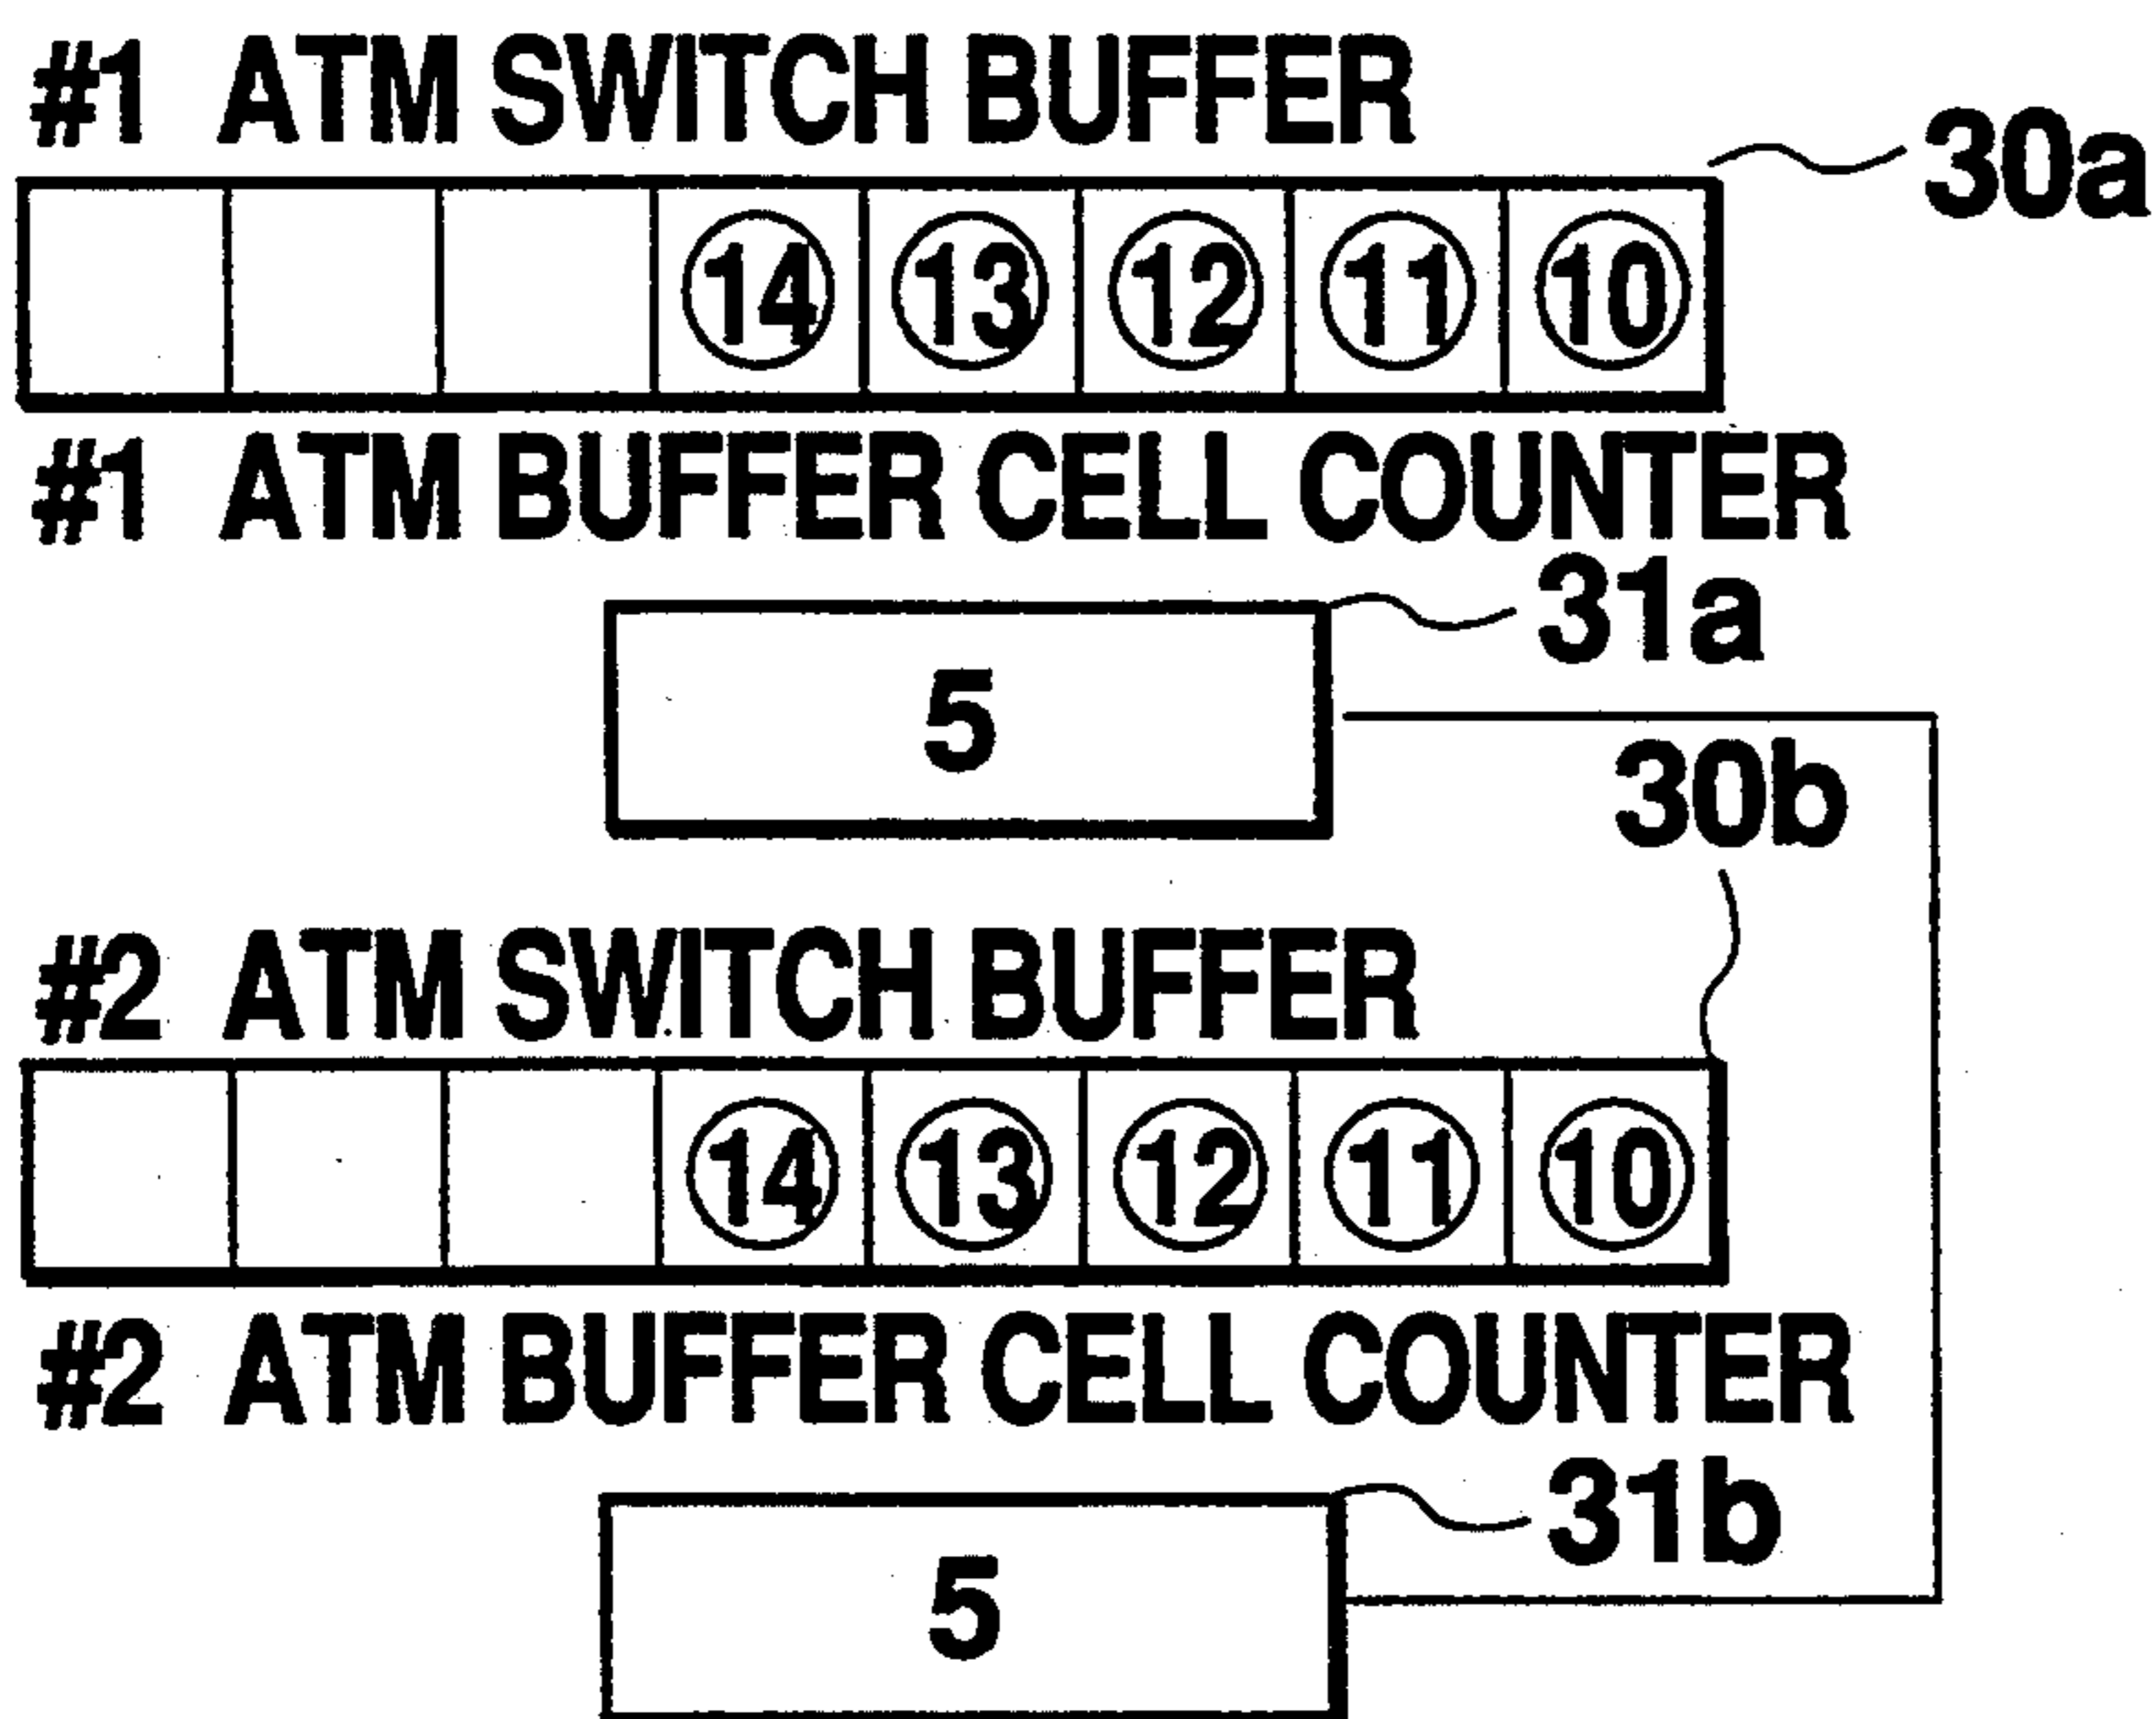 #1 ATM SWITCH BUFFER
30a
⑭ ⑬ ⑫ ⑪ ⑩
#1 ATM BUFFER CELL COUNTER
31a
5
30b
#2 ATM SWITCH BUFFER
⑭ ⑬ ⑫ ⑪ ⑩
#2 ATM BUFFER CELL COUNTER
31b
5